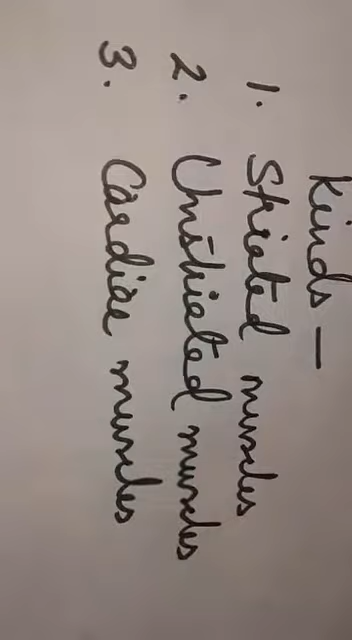 Kinds —
1. Striated muscles
2. Unstriated muscles
3. Cardiac muscles